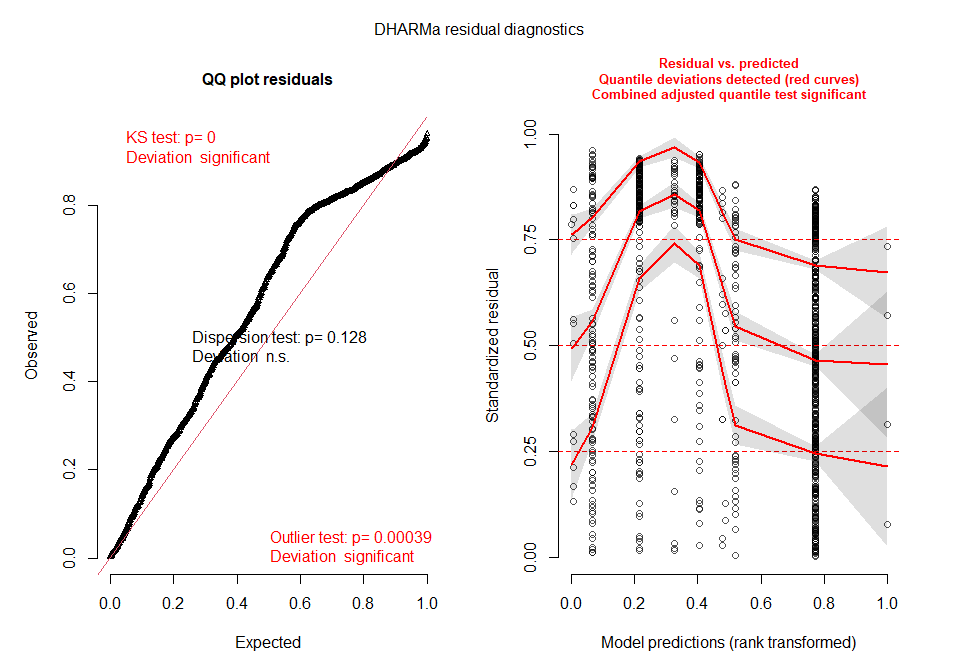 DHARMa residual diagnostics
QQ plot residuals
KS test: p= 0
Deviation significant
Dispersion test: p= 0.128
Deviation n.s.
Outlier test: p= 0.00039
Deviation significant
Observed
0.0
0.2
0.4
0.6
0.8
0.0
0.2
0.4
0.6
0.8
1.0
Expected
Residual vs. predicted
Quantile deviations detected (red curves)
Combined adjusted quantile test significant
Standardized residual
0.00
0.25
0.50
0.75
1.00
0.0
0.2
0.4
0.6
0.8
1.0
Model predictions (rank transformed)